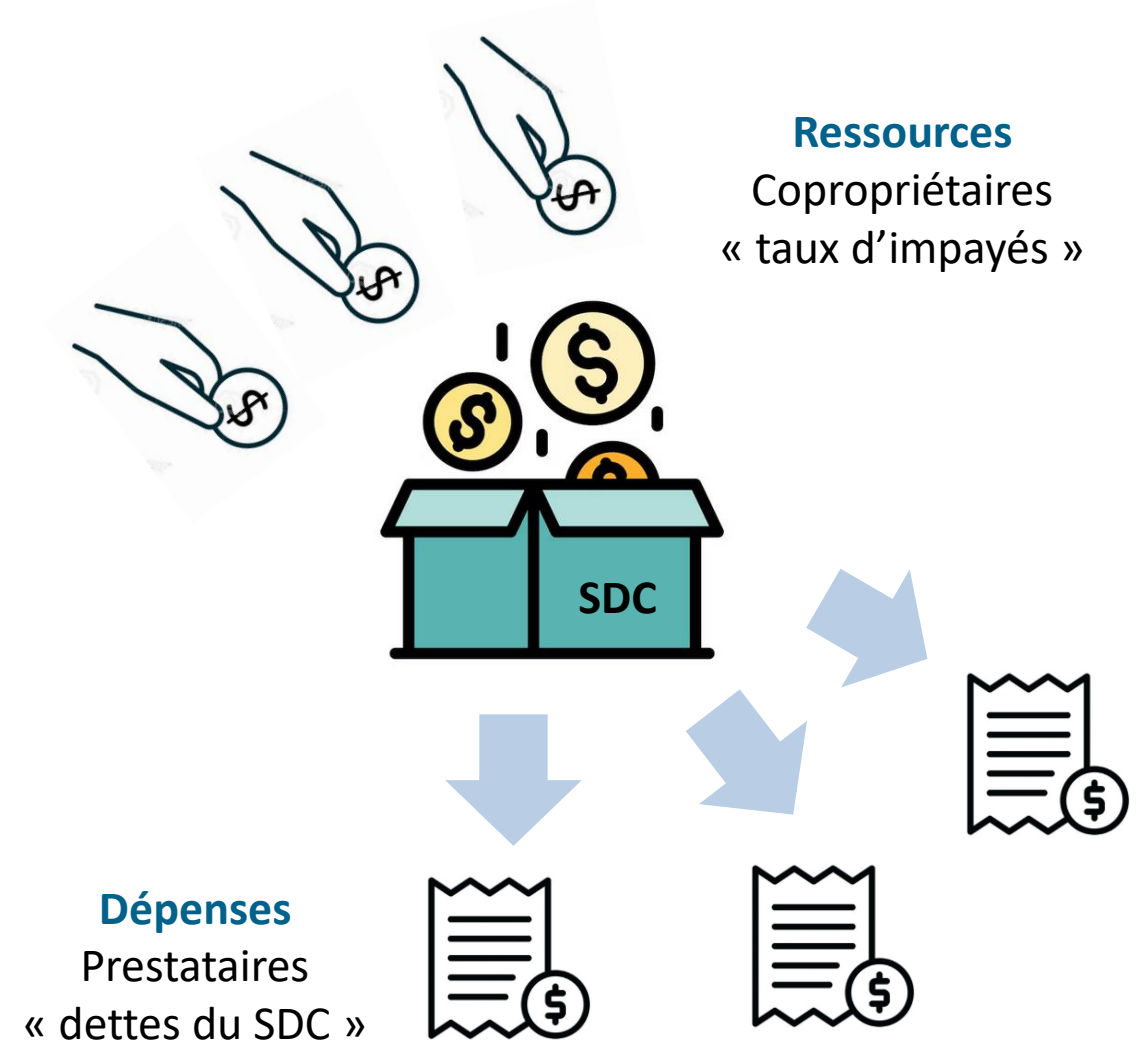 Ressources
Copropriétaires
« taux d’impayés »
$
$
$
$
$
SDC
$
$
$
Dépenses
Prestataires
« dettes du SDC »